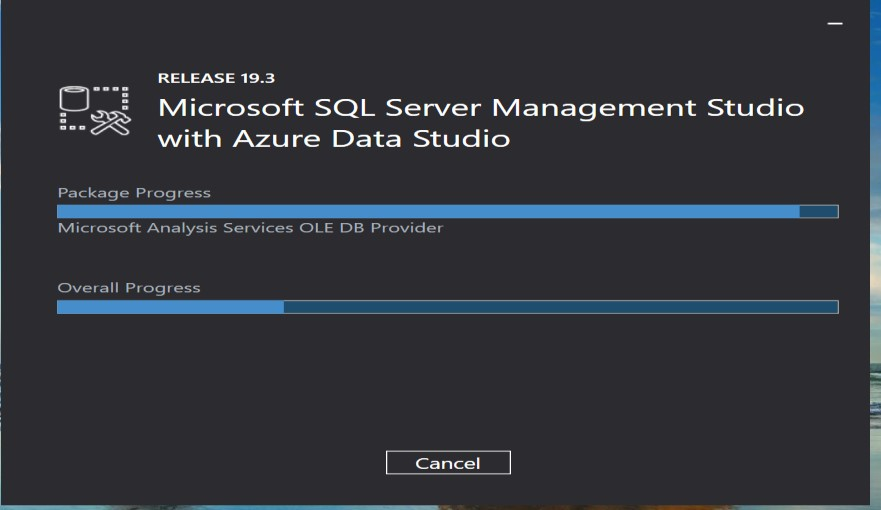 RELEASE 19.3
Microsoft SQL Server Management Studio
with Azure Data Studio
Package Progress
Microsoft Analysis Services OLE DB Provider
Overall Progress
Cancel